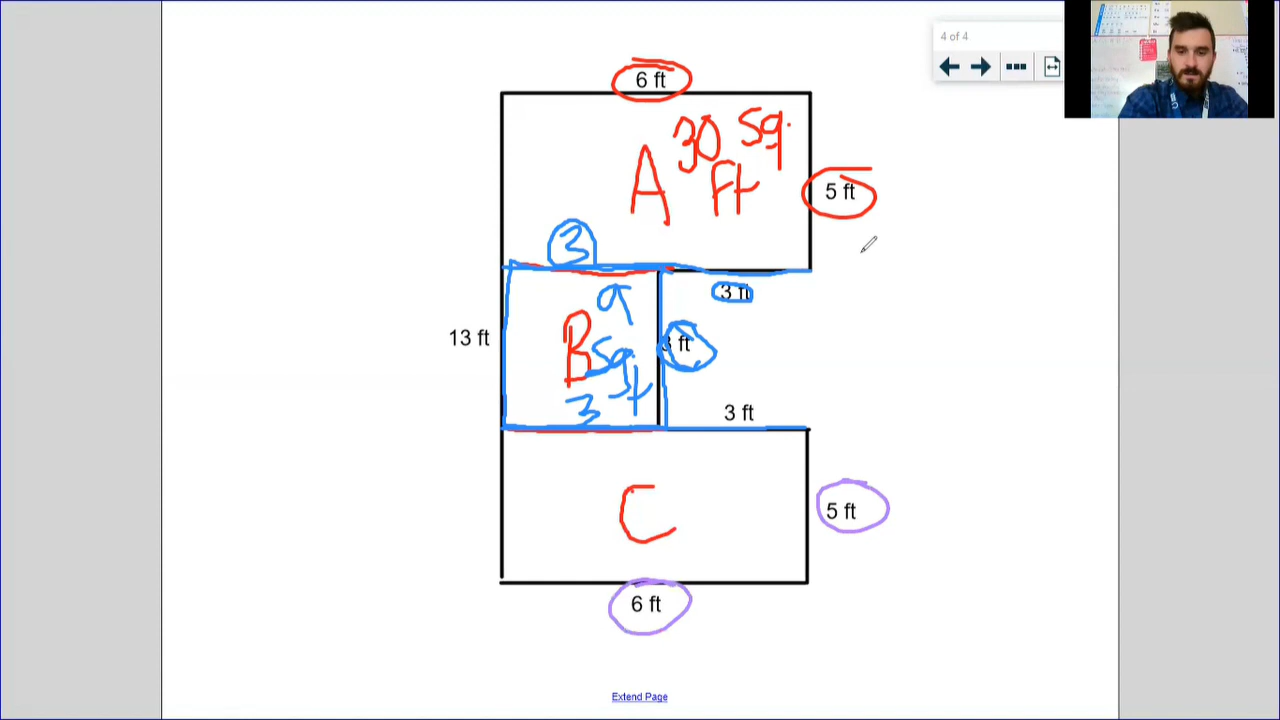 4 of 4
6 ft
30 sq.
A ft
5 ft
3
3 ft
9
13 ft
B sq.
3 ft
ft
3
3 ft
C
5 ft
6 ft
Extend Page